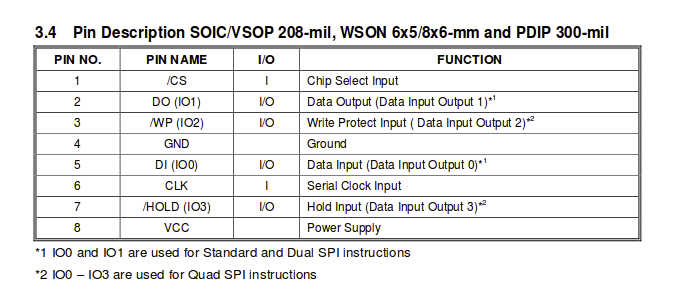 3.4 Pin Description SOIC/VSOP 208-mil, WSON 6x5/8x6-mm and PDIP 300-mil
PIN NO. PIN NAME I/O FUNCTION
1 /CS I Chip Select Input
2 DO (IO1) I/O Data Output (Data Input Output 1)*1
3 /WP (IO2) I/O Write Protect Input ( Data Input Output 2)*2
4 GND Ground
5 DI (IO0) I/O Data Input (Data Input Output 0)*1
6 CLK I Serial Clock Input
7 /HOLD (IO3) I/O Hold Input (Data Input Output 3)*2
8 VCC Power Supply
*1 IO0 and IO1 are used for Standard and Dual SPI instructions
*2 IO0 – IO3 are used for Quad SPI instructions